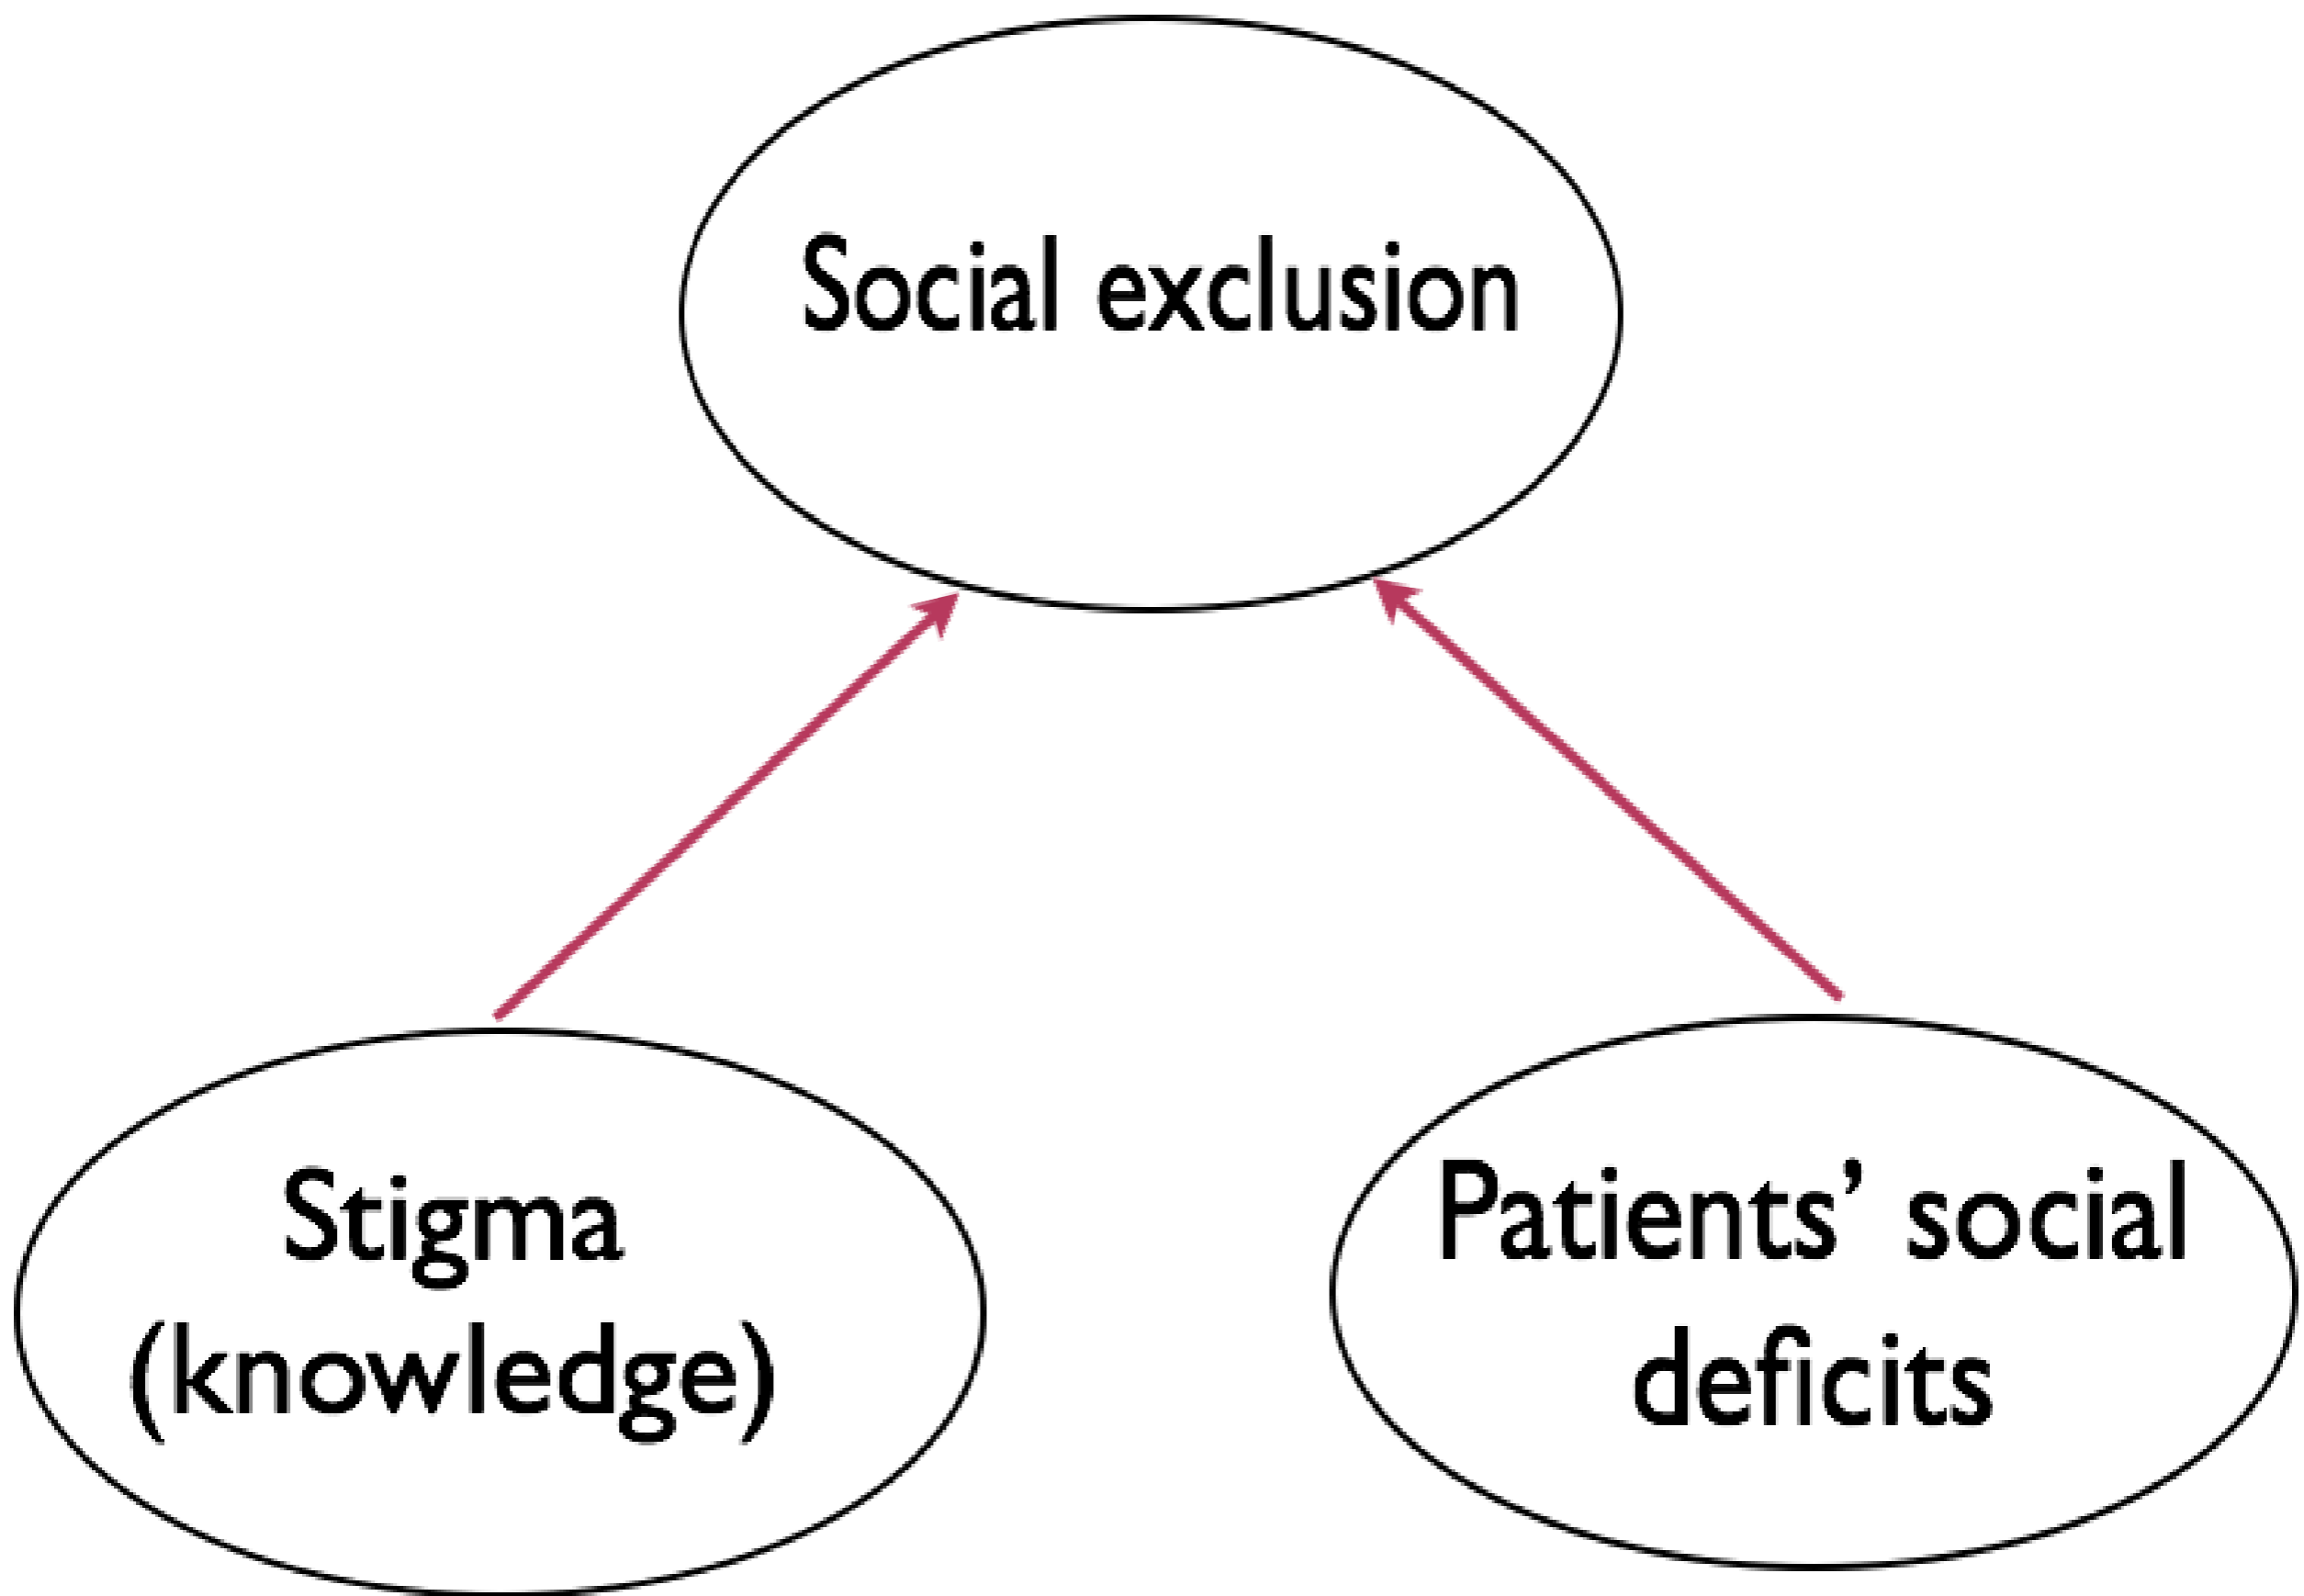 Social exclusion
Stigma
(knowledge)
Patients’ social
deficits